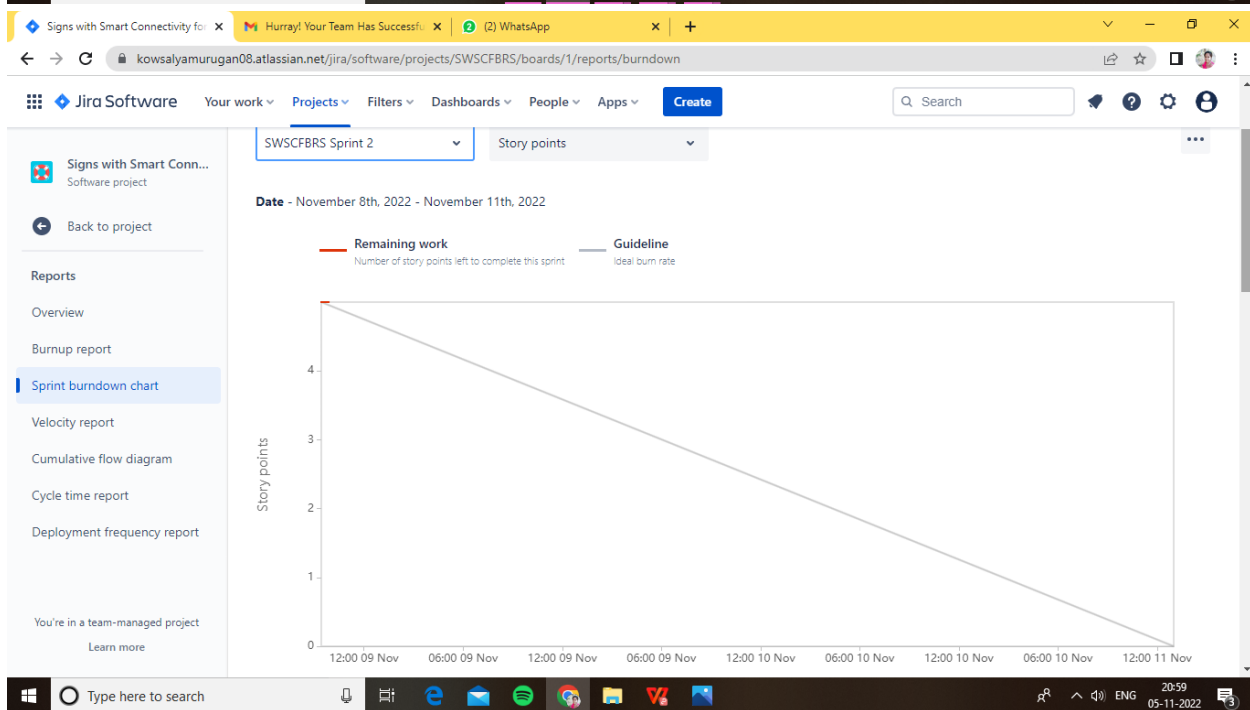 Signs with Smart Connectivity for
Hurray! Your Team Has Successfu
(2) WhatsApp
kowsalyamurugan08.atlassian.net/jira/software/projects/SWSCFBRS/boards/1/reports/burndown
Jira Software Your work Projects Filters Dashboards People Apps Create Search
SWSCFBRS Sprint 2 Story points
Signs with Smart Conn...
Software project
Back to project
Reports
Overview
Burnup report
Sprint burndown chart
Velocity report
Cumulative flow diagram
Cycle time report
Deployment frequency report
You're in a team-managed project
Learn more
Date - November 8th, 2022 - November 11th, 2022
Remaining work
Number of story points left to complete this sprint
Guideline
Ideal burn rate
Story points
4
3
2
1
0
12:00 09 Nov 06:00 09 Nov 12:00 09 Nov 06:00 09 Nov 12:00 10 Nov 06:00 10 Nov 12:00 10 Nov 06:00 10 Nov 12:00 11 Nov
Type here to search
ENG
20:59
05-11-2022
3